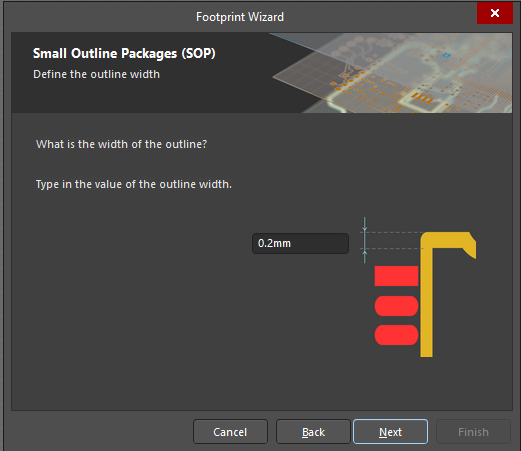 Footprint Wizard
Small Outline Packages (SOP)
Define the outline width
What is the width of the outline?
Type in the value of the outline width.
0.2mm
Cancel
Back
Next
Finish